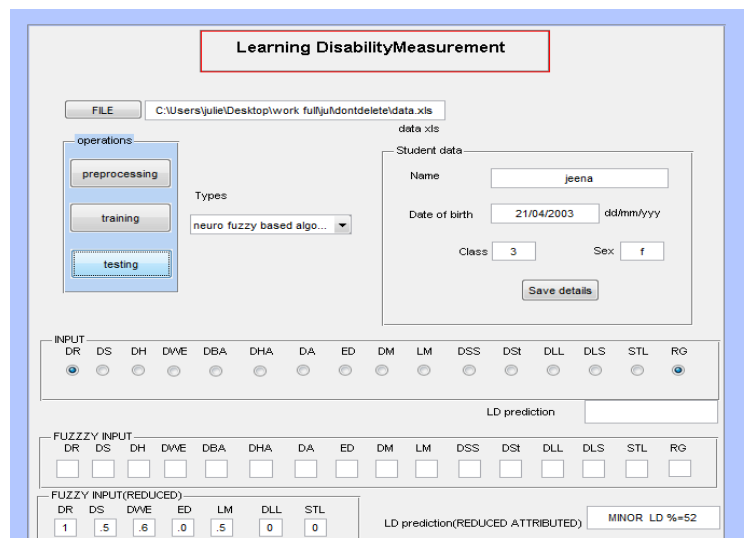 Learning DisabilityMeasurement
FILE C:\Users\julie\Desktop\work full\jul\dontdelete\data.xls
data xls
operations
preprocessing
training
testing
Types
neuro fuzzy based algo...
Student data
Name jeena
Date of birth 21/04/2003 dd/mm/yyy
Class 3 Sex f
Save details
INPUT
DR DS DH DWE DBA DHA DA ED DM LM DSS DSt DLL DLS STL RG
LD prediction
FUZZZY INPUT
DR DS DH DWE DBA DHA DA ED DM LM DSS DSt DLL DLS STL RG
FUZZY INPUT(REDUCED)
DR DS DWE ED LM DLL STL
1 .5 .6 .0 .5 0 0
LD prediction(REDUCED ATTRIBUTED) MINOR LD %=52